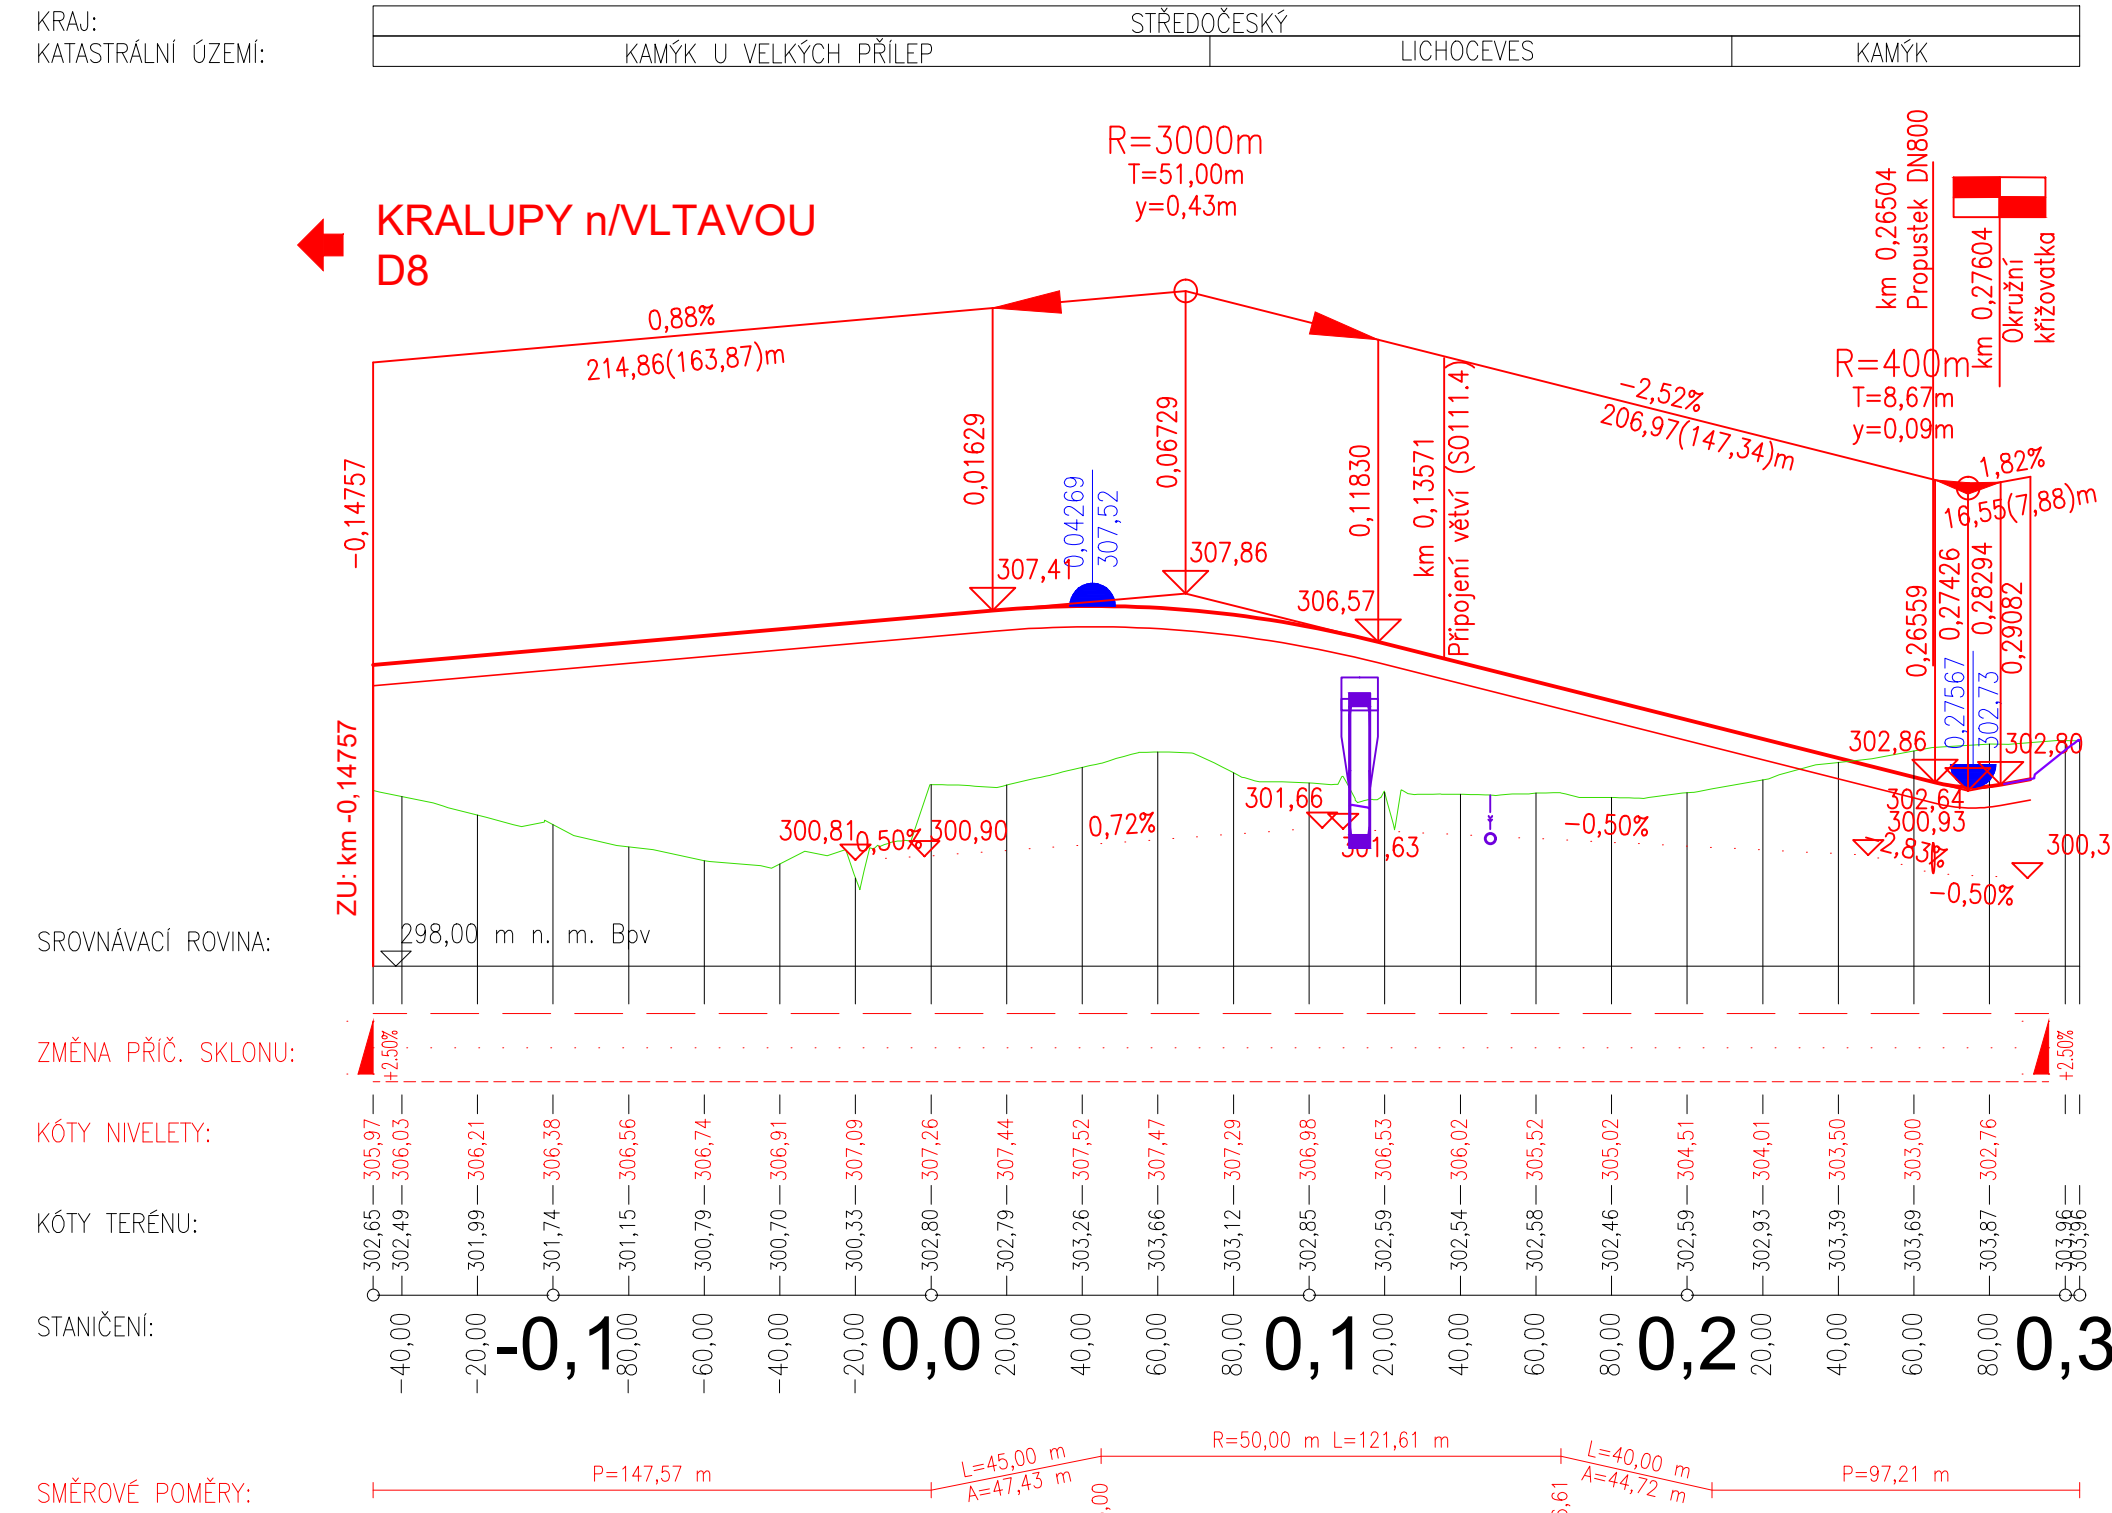 KRAJ:
STŘEDOČESKÝ
KATASTRÁLNÍ ÚZEMÍ:
KAMÝK U VELKÝCH PŘÍLEP
LICHOCEVES
KAMÝK
R=3000m
T=51,00m
y=0,43m
KRALUPY n/VLTAVOU
D8
0,88%
214,86(163,87)m
-2,52%
206,97(147,34)m
km 0,26504
Propustek DN800
km 0,27604
Okružní
křižovatka
R=400m
T=8,67m
y=0,09m
1,82%
16,55(7,88)m
-0,14757
0,01629
0,04269
307,52
0,06729
0,11830
km 0,13571
Připojení větví (SO111.4)
0,26559
0,27426
0,28294
0,29082
0,27567
302,73
307,41
307,86
306,57
302,86
302,80
302,64
300,93
ZU: km -0,14757
300,81
0,50%
300,90
0,72%
301,66
301,63
-0,50%
-2,83%
-0,50%
300,3
SROVNÁVACÍ ROVINA:
298,00 m n. m. Bpv
ZMĚNA PŘÍČ. SKLONU:
+2.50%
+2.50%
KÓTY NIVELETY:
305,97
306,03
306,21
306,38
306,56
306,74
306,91
307,09
307,26
307,44
307,52
307,47
307,29
306,98
306,53
306,02
305,52
305,02
304,51
304,01
303,50
303,00
302,76
KÓTY TERÉNU:
302,65
302,49
301,99
301,74
301,15
300,79
300,70
300,33
302,80
302,79
303,26
303,66
303,12
302,85
302,59
302,54
302,58
302,46
302,59
302,93
303,39
303,69
303,87
303,96
303,96
STANIČENÍ:
-40,00
-20,00
-0,1
-80,00
-60,00
-40,00
-20,00
0,0
20,00
40,00
60,00
80,00
0,1
20,00
40,00
60,00
80,00
0,2
20,00
40,00
60,00
80,00
0,3
SMĚROVÉ POMĚRY:
P=147,57 m
L=45,00 m
A=47,43 m
R=50,00 m L=121,61 m
L=40,00 m
A=44,72 m
P=97,21 m